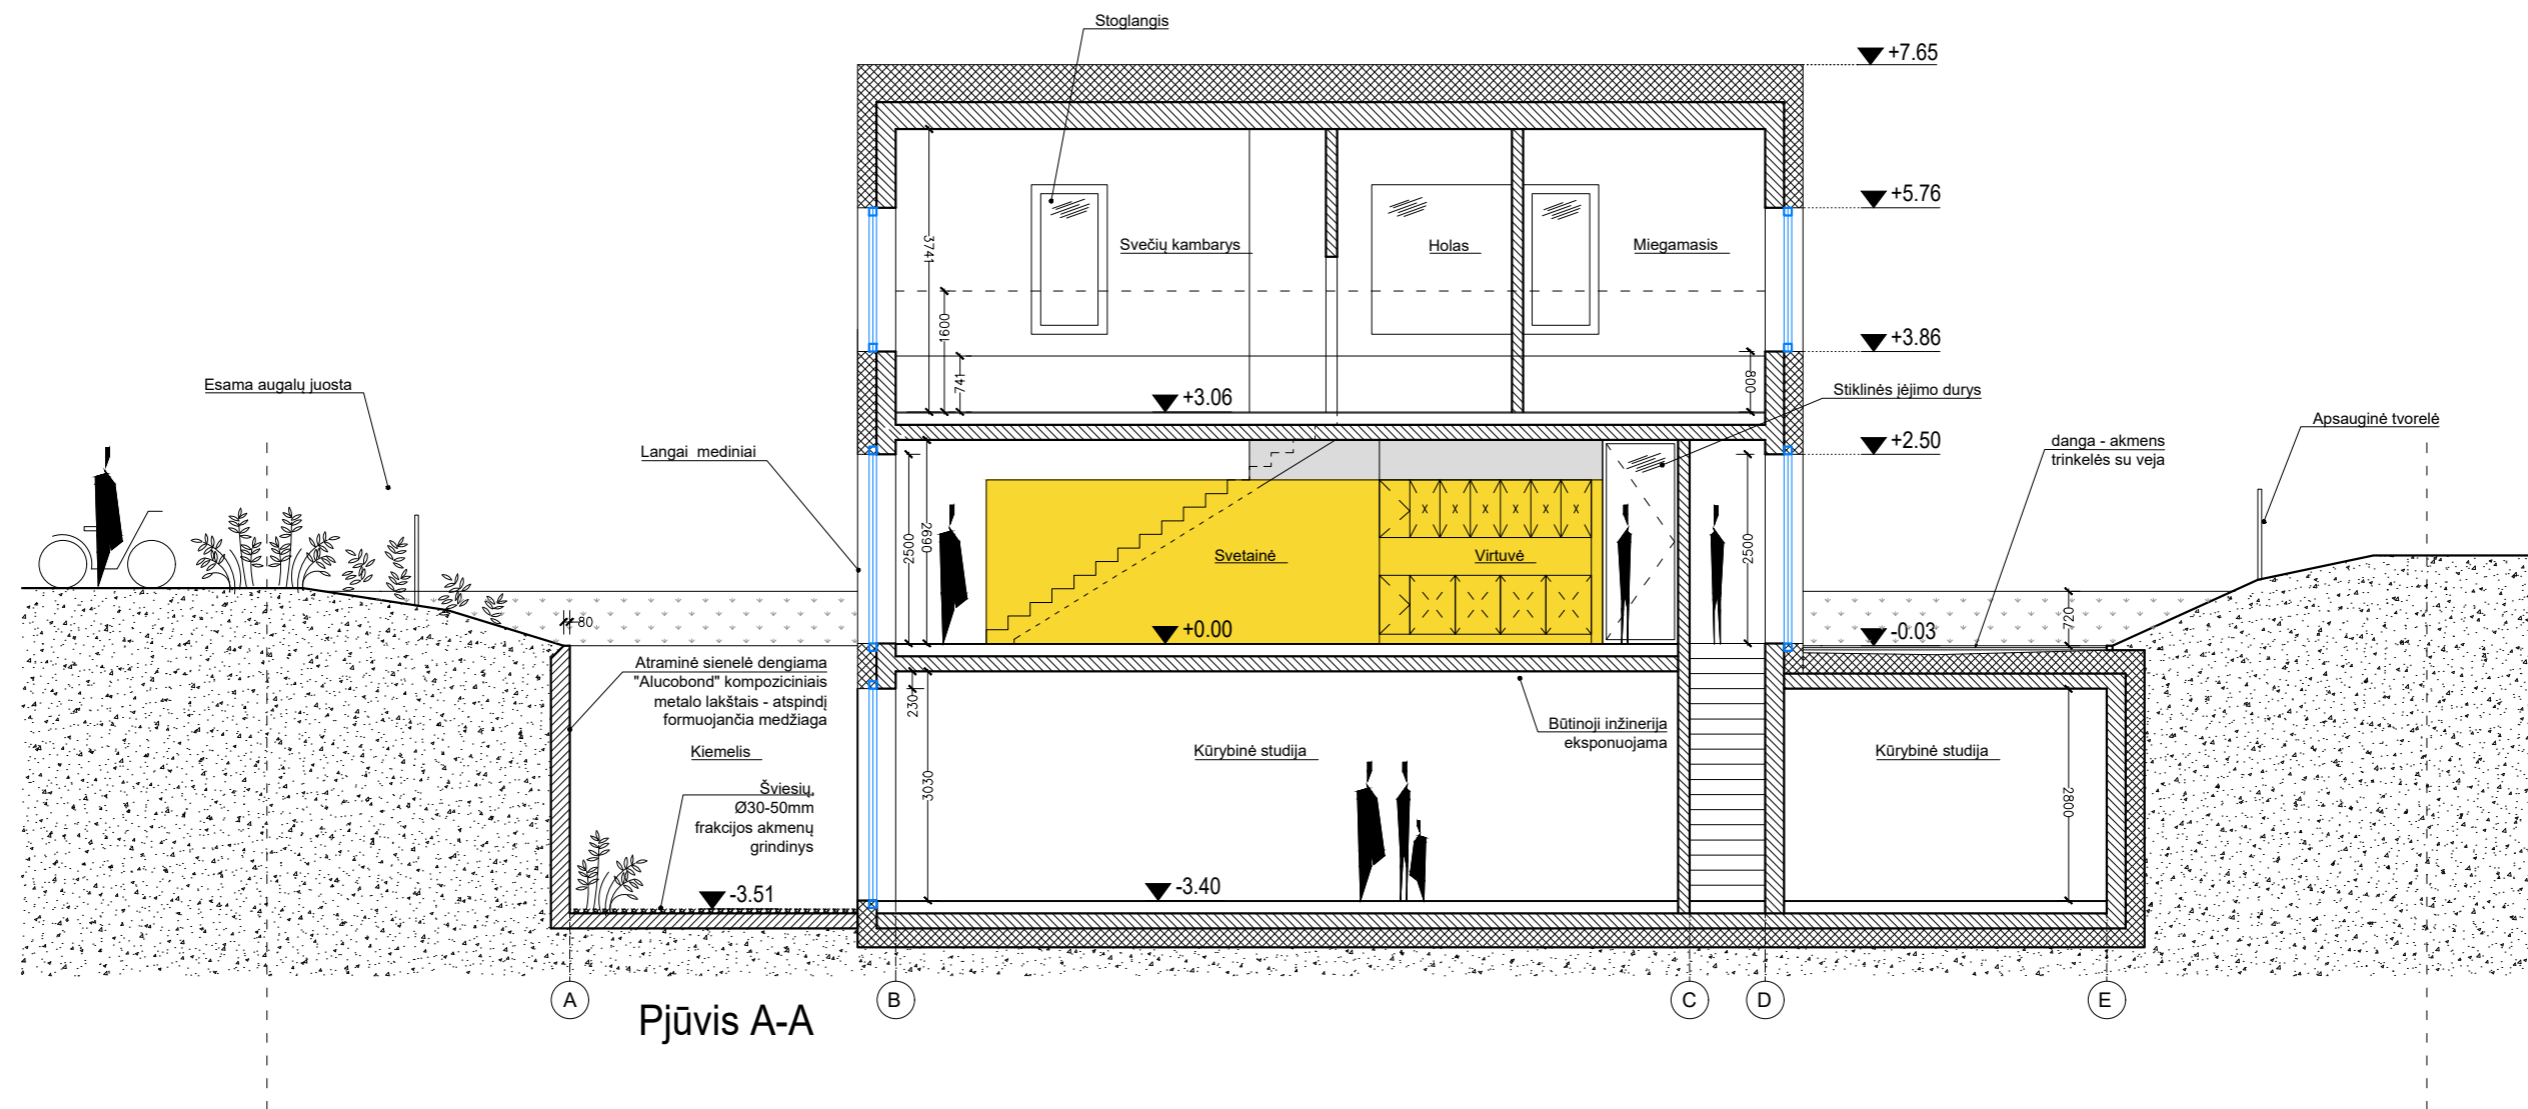 Stoglangis
+7.65
+5.76
3741
Svečių kambarys
Holas
Miegamasis
1600
+3.86
741
800
Esama augalų juosta
+3.06
Stiklinės įėjimo durys
Apsauginė tvorelė
+2.50
danga - akmens
trinkelės su veja
Langai mediniai
2500
2690
2500
Svetainė
Virtuvė
80
+0.00
-0.03
720
Atraminė sienelė dengiama
"Alucobond" kompoziciniais
metalo lakštais - atspindį
formuojančia medžiaga
230
Būtinoji inžinerija
eksponuojama
Kiemelis
Kūrybinė studija
Kūrybinė studija
Šviesių,
Ø30-50mm
frakcijos akmenų
grindinys
3030
2800
-3.51
-3.40
A
B
C
D
E
Pjūvis A-A